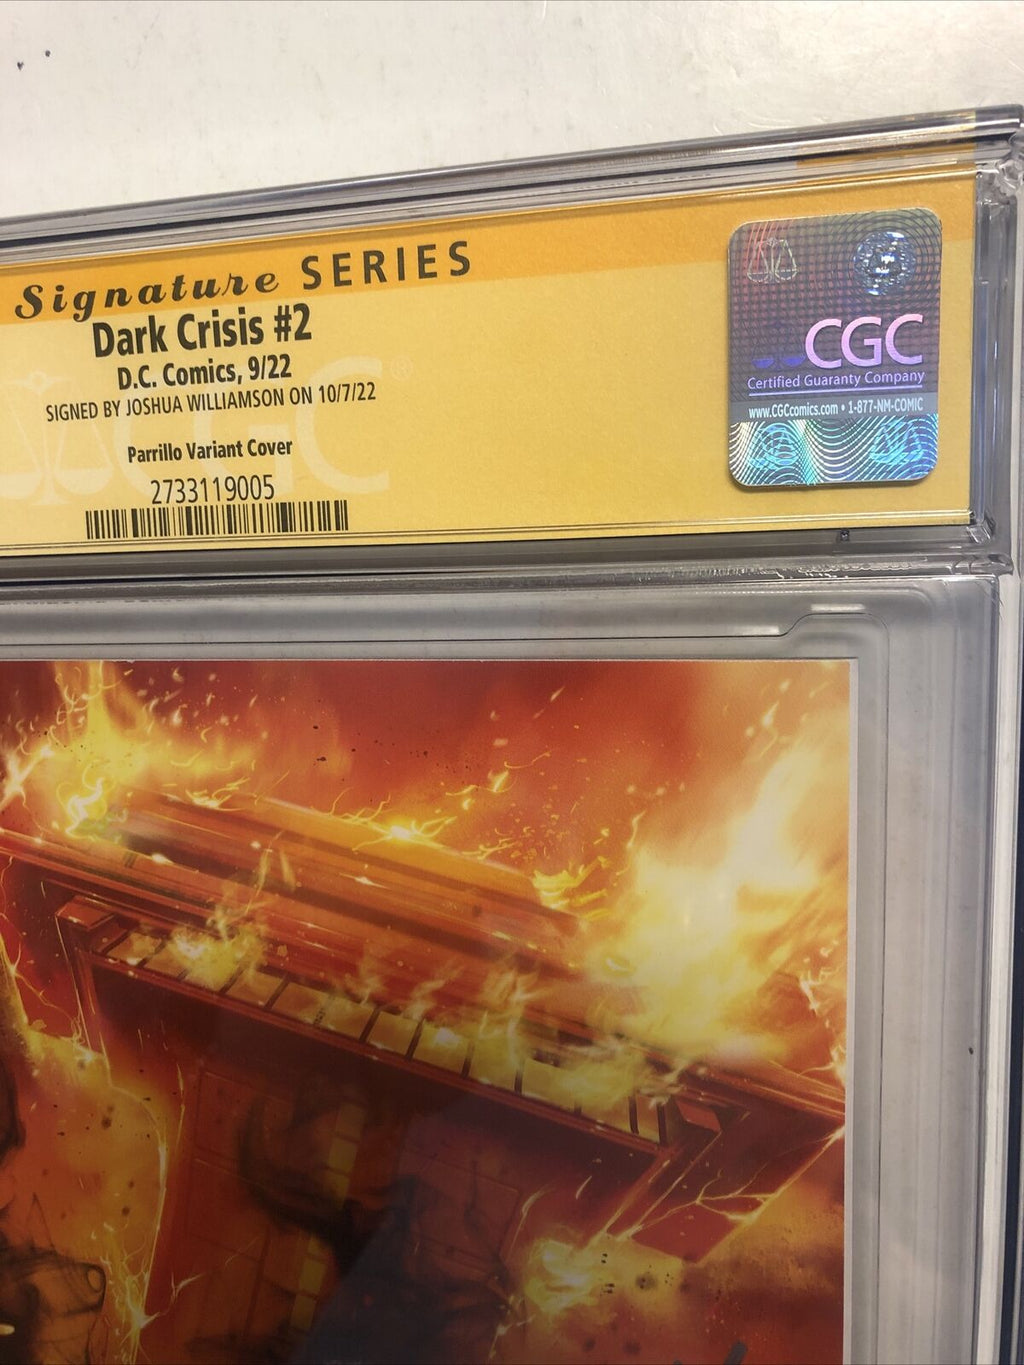 Signature SERIES
Dark Crisis #2
D.C. Comics, 9/22
SIGNED BY JOSHUA WILLIAMSON ON 10/7/22
Parrillo Variant Cover
2733119005
CGC
®
CGC
Certified Guaranty Company
www.CGCcomics.com • 1-877-NM-COMIC